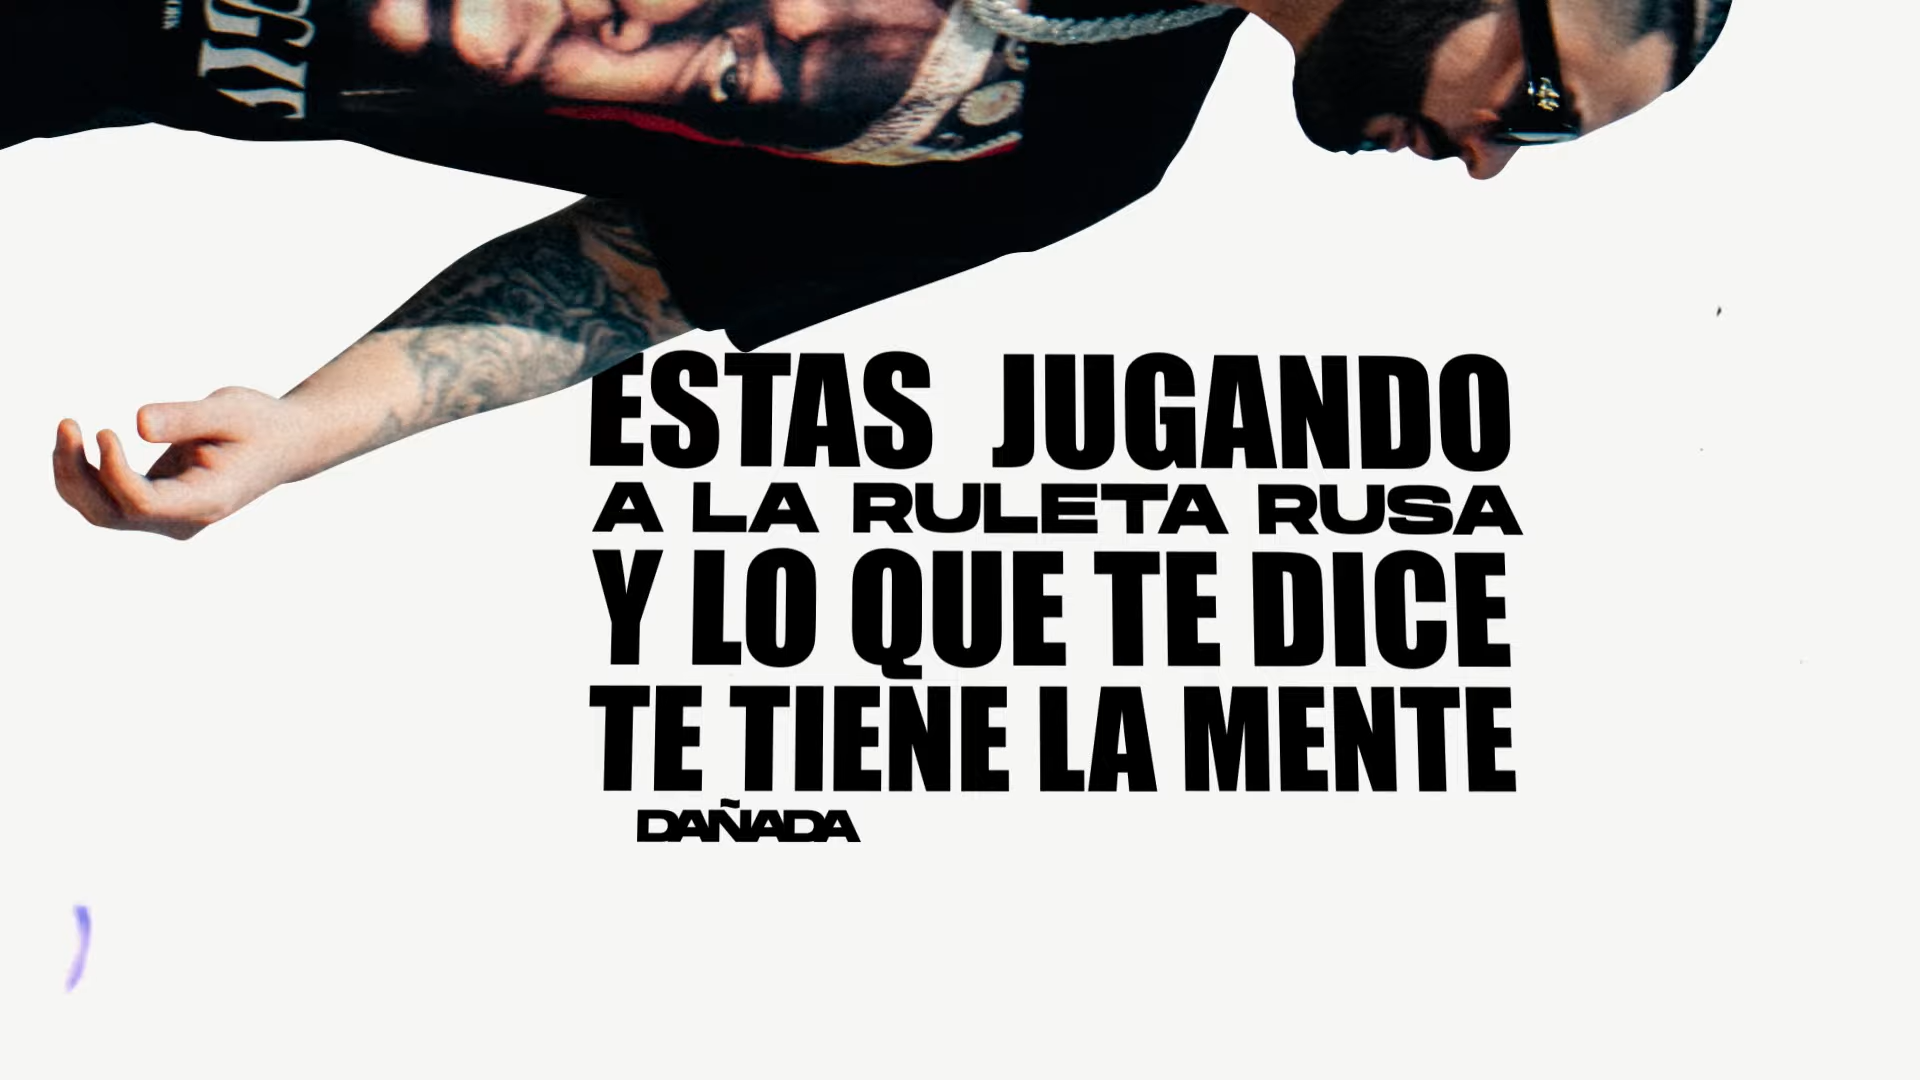 ESTAS JUGANDO
A LA RULETA RUSA
Y LO QUE TE DICE
TE TIENE LA MENTE
DAÑADA